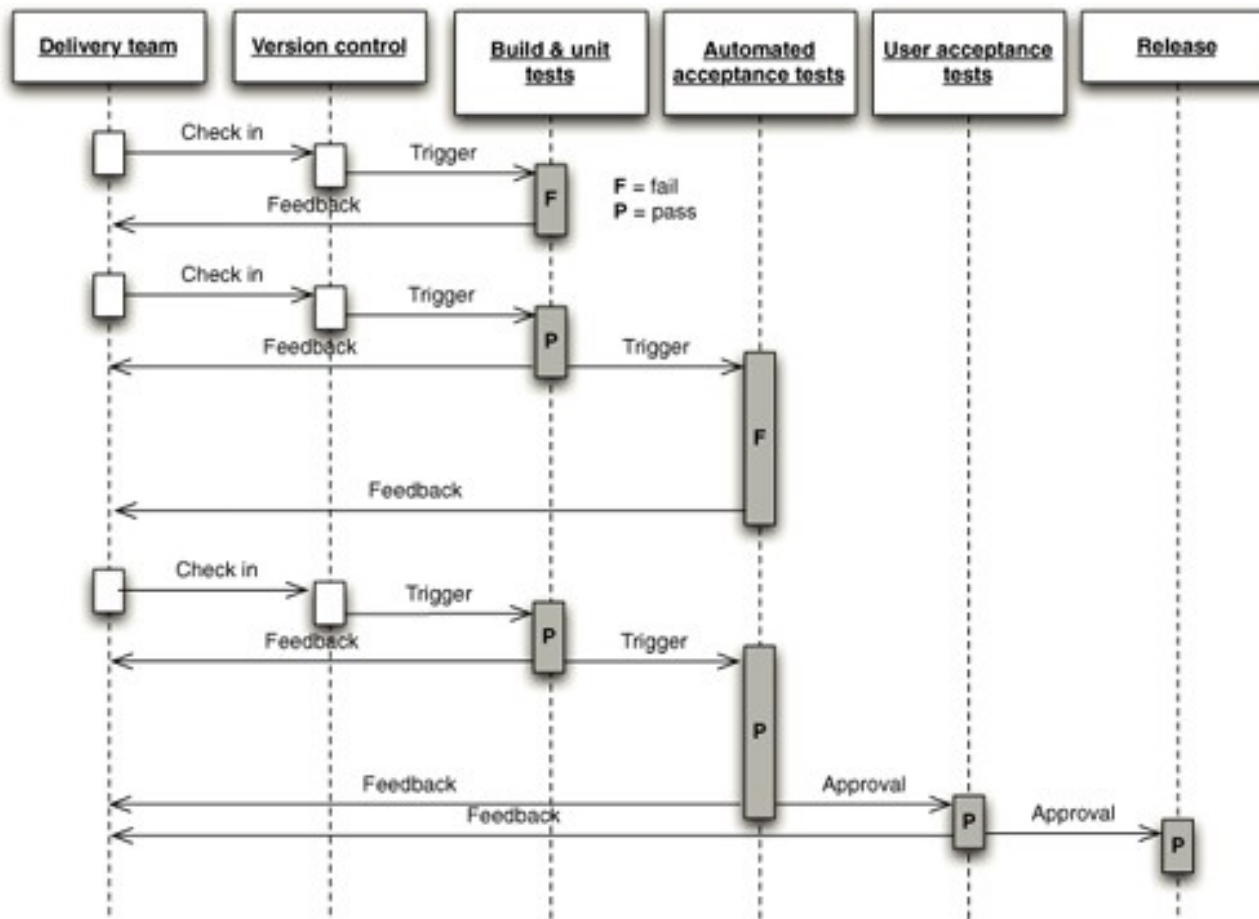 Delivery team
Version control
Build & unit
tests
Automated
acceptance tests
User acceptance
tests
Release
Check in
Trigger
F = fail
P = pass
F
Feedback
Check in
Trigger
P
Feedback
Trigger
F
Feedback
Check in
Trigger
P
Feedback
Trigger
P
Feedback
Approval
Feedback
P
Approval
P